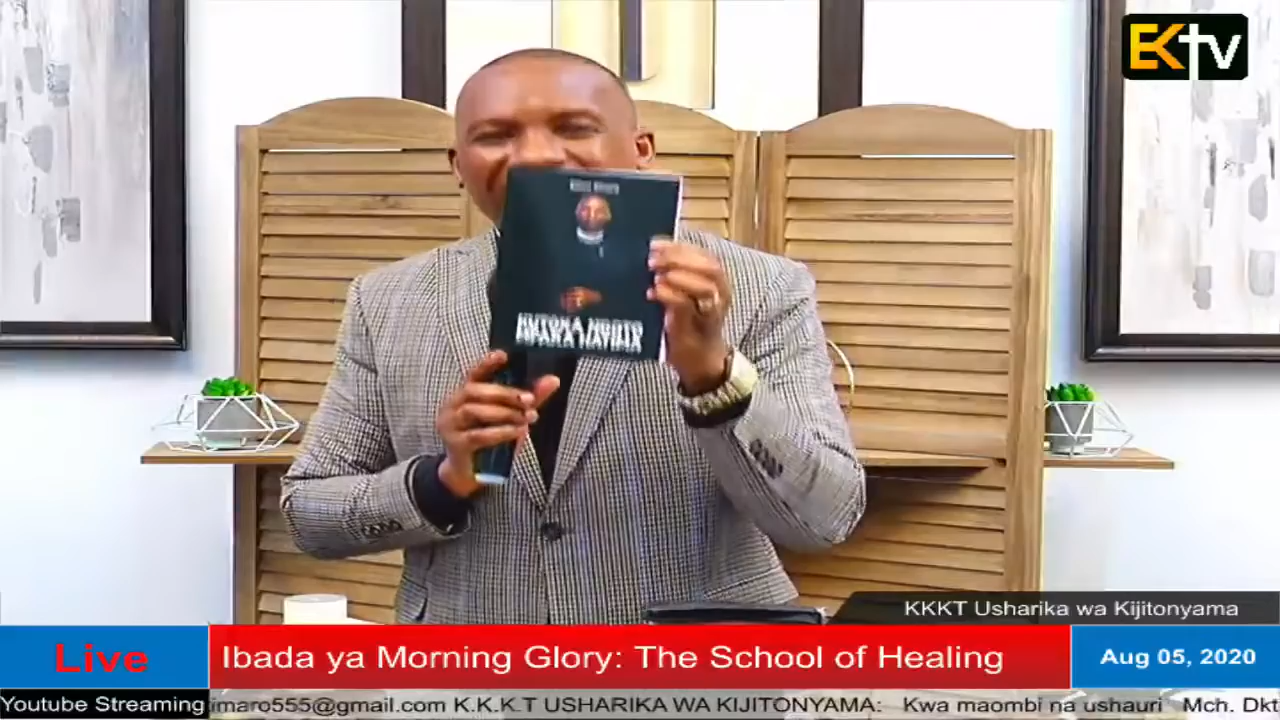 EKtv
KKKT Usharika wa Kijitonyama
Live
Ibada ya Morning Glory: The School of Healing
Aug 05, 2020
Youtube Streaming
imaro555@gmail.com K.K.K.T USHARIKA WA KIJITONYAMA: Kwa maombi na ushauri Mch. Dkt